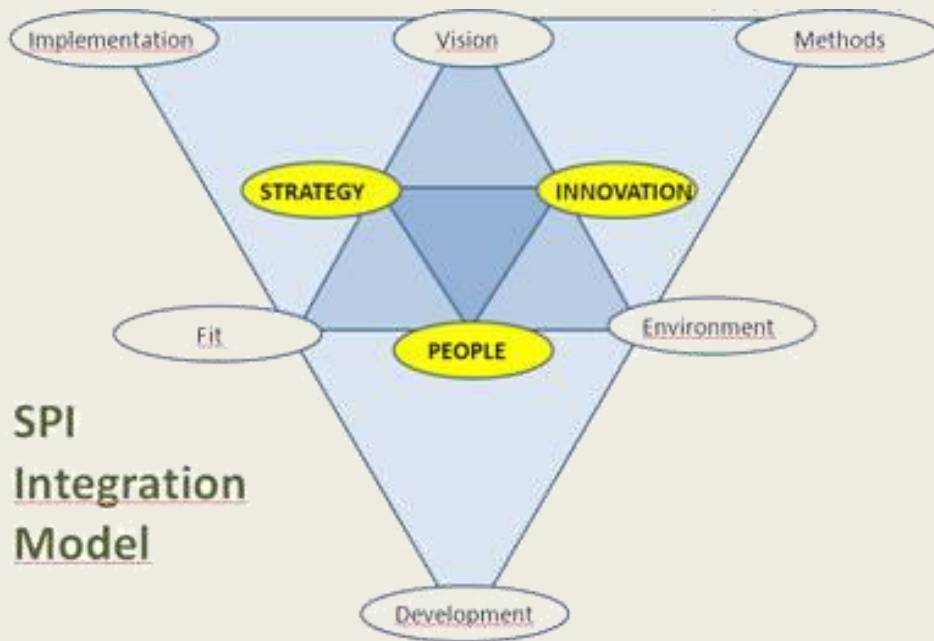 Implementation
Vision
Methods
STRATEGY
INNOVATION
Fit
PEOPLE
Environment
SPI
Integration
Model
Development